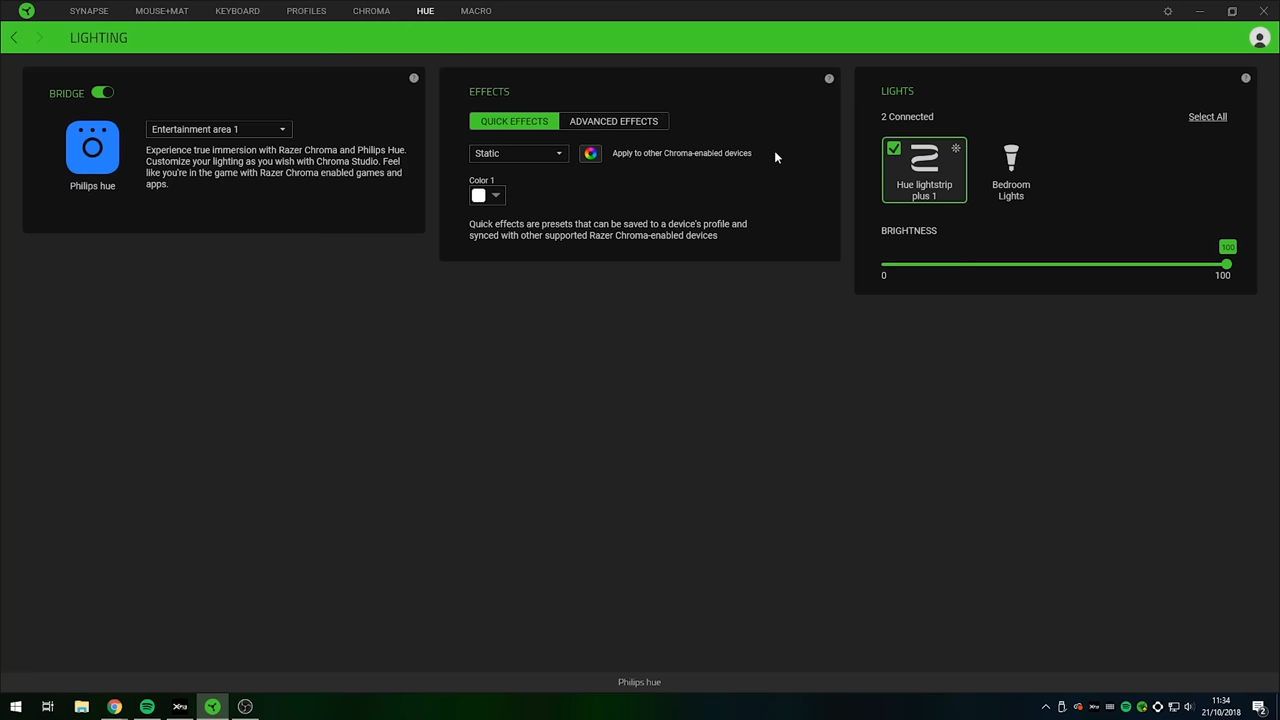 SYNAPSE MOUSE+MAT KEYBOARD PROFILES CHROMA HUE MACRO
LIGHTING
BRIDGE
Entertainment area 1
Experience true immersion with Razer Chroma and Philips Hue.
Customize your lighting as you wish with Chroma Studio. Feel
like you're in the game with Razer Chroma enabled games and
apps.
Philips hue
EFFECTS
QUICK EFFECTS ADVANCED EFFECTS
Static Apply to other Chroma-enabled devices
Color 1
Quick effects are presets that can be saved to a device's profile and
synced with other supported Razer Chroma-enabled devices
LIGHTS
2 Connected Select All
Hue lightstrip
plus 1
Bedroom
Lights
BRIGHTNESS
100
0 100
Philips hue
11:34
21/10/2018
2